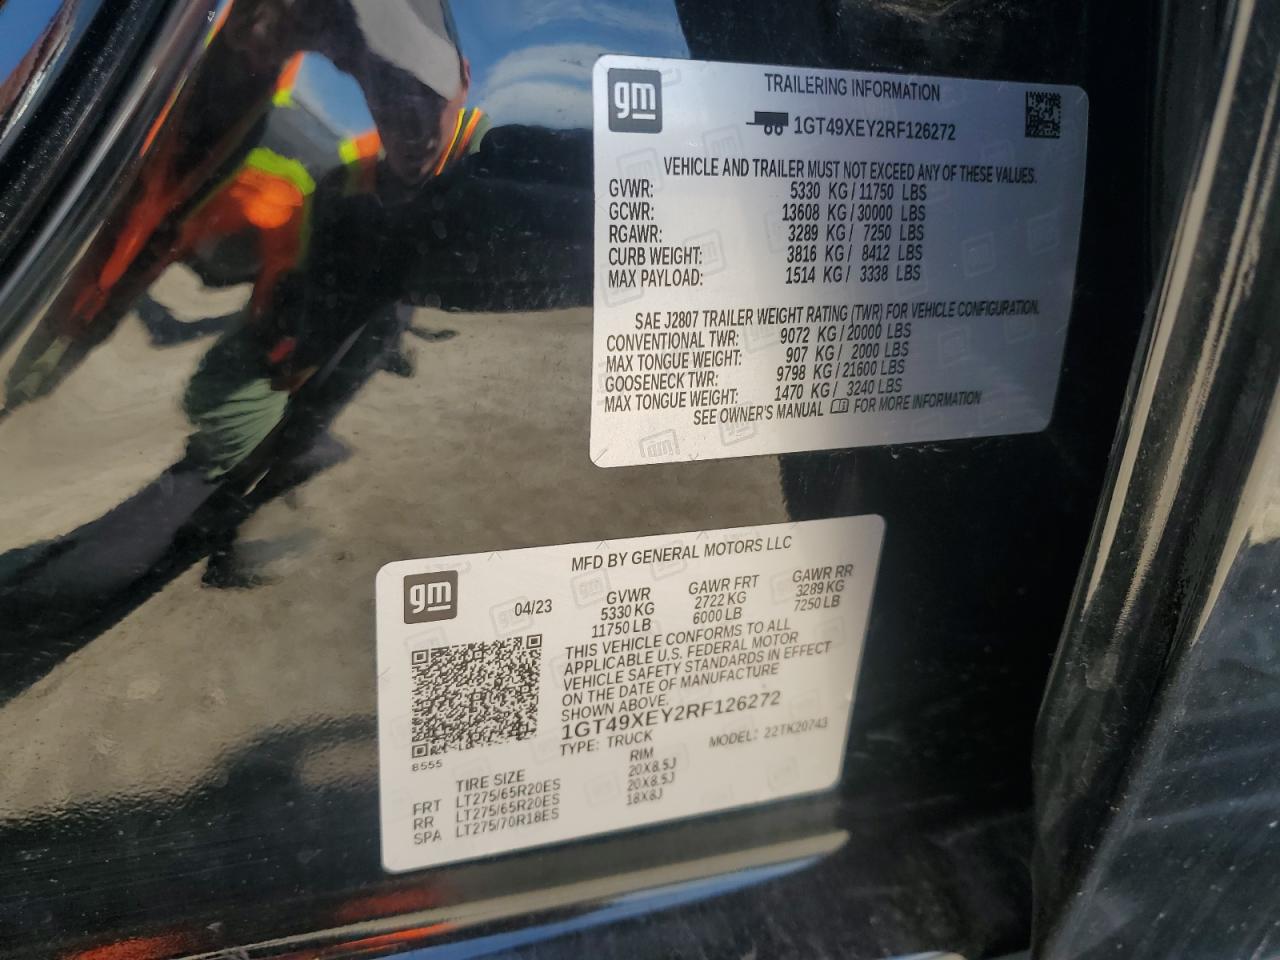 gm
TRAILERING INFORMATION
1GT49XEY2RF126272
VEHICLE AND TRAILER MUST NOT EXCEED ANY OF THESE VALUES.
GVWR: 5330 KG / 11750 LBS
GCWR: 13608 KG / 30000 LBS
RGAWR: 3289 KG / 7250 LBS
CURB WEIGHT: 3816 KG / 8412 LBS
MAX PAYLOAD: 1514 KG / 3338 LBS
SAE J2807 TRAILER WEIGHT RATING (TWR) FOR VEHICLE CONFIGURATION.
CONVENTIONAL TWR: 9072 KG / 20000 LBS
MAX TONGUE WEIGHT: 907 KG / 2000 LBS
GOOSENECK TWR: 9798 KG / 21600 LBS
MAX TONGUE WEIGHT: 1470 KG / 3240 LBS
SEE OWNER'S MANUAL FOR MORE INFORMATION
gm
MFD BY GENERAL MOTORS LLC
04/23
GVWR GAWR FRT GAWR RR
5330 KG 2722 KG 3289 KG
11750 LB 6000 LB 7250 LB
THIS VEHICLE CONFORMS TO ALL
APPLICABLE U.S. FEDERAL MOTOR
VEHICLE SAFETY STANDARDS IN EFFECT
ON THE DATE OF MANUFACTURE
SHOWN ABOVE.
1GT49XEY2RF126272
TYPE: TRUCK MODEL: 22TK20743
8555
TIRE SIZE RIM
FRT LT275/65R20ES 20X8.5J
RR LT275/65R20ES 20X8.5J
SPA LT275/70R18ES 18X8J